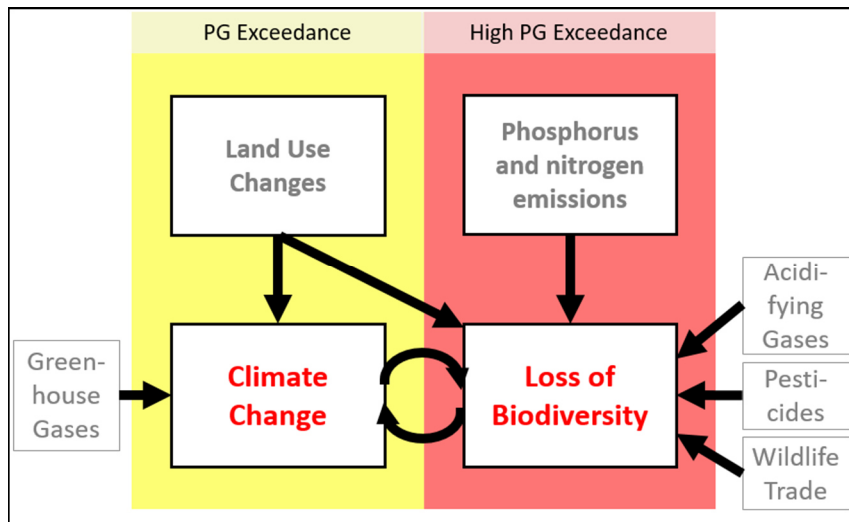 PG Exceedance
High PG Exceedance
Land Use
Changes
Phosphorus
and nitrogen
emissions
Green-
house
Gases
Climate
Change
Loss of
Biodiversity
Acidi-
fying
Gases
Pesti-
cides
Wildlife
Trade